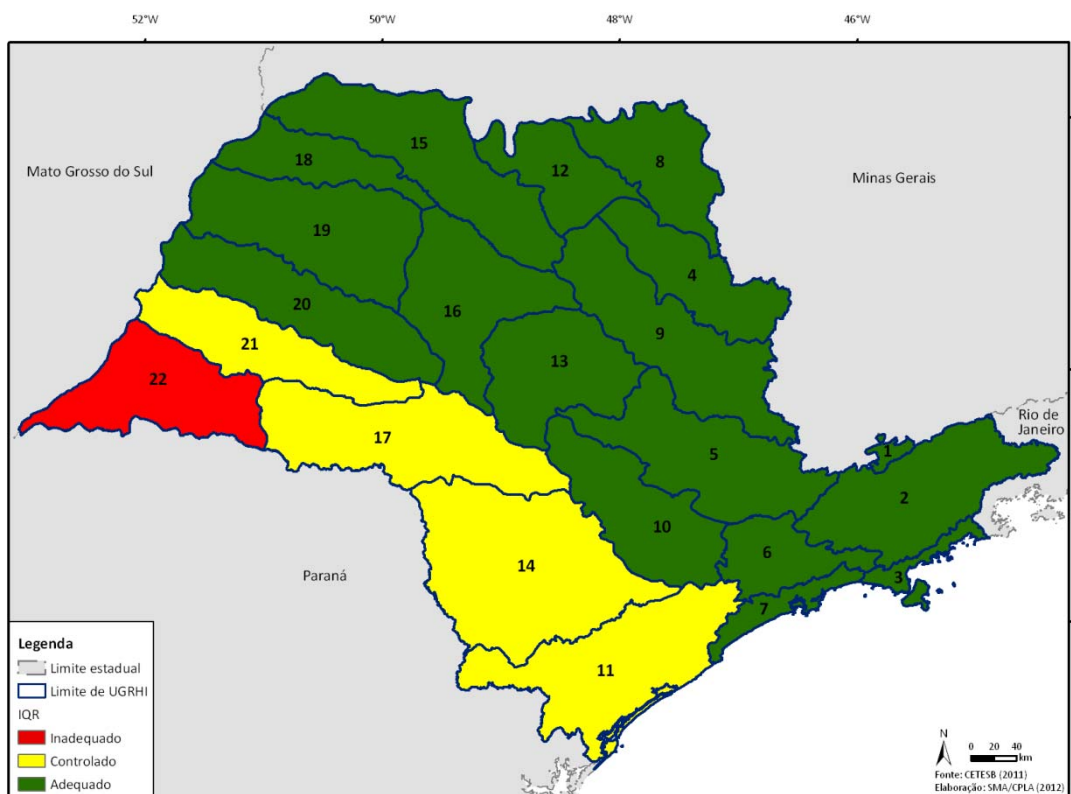 52°W 50°W 48°W 46°W
Mato Grosso do Sul
Minas Gerais
15
8
12
18
19
4
20
16
9
21
13
22
Rio de
Janeiro
17
1
5
2
10
6
14
3
Paraná
7
11
Legenda
Limite estadual
Limite de UGRHI
IQR
Inadequado
Controlado
Adequado
N
0 20 40
km
Fonte: CETESB (2011)
Elaboração: SMA/CPLA (2012)